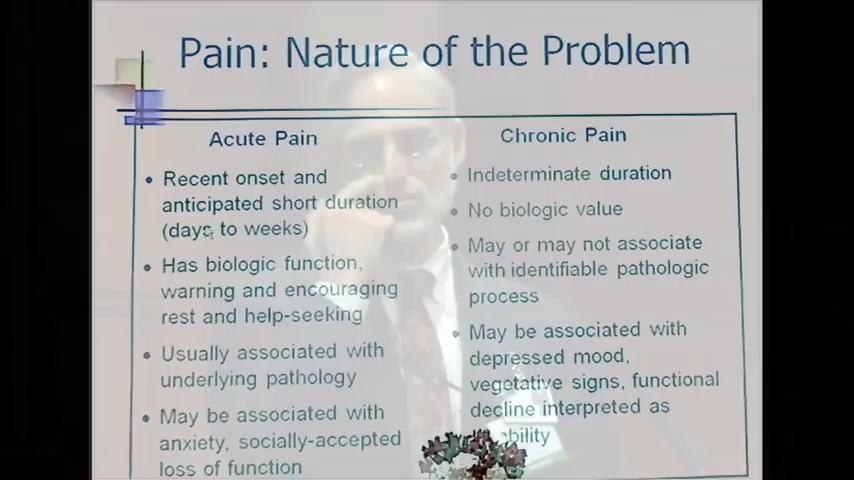 Pain: Nature of the Problem
Acute Pain
Recent onset and
anticipated short duration
(days to weeks)
Has biologic function,
warning and encouraging
rest and help-seeking
Usually associated with
underlying pathology
May be associated with
anxiety, socially-accepted
loss of function
Chronic Pain
Indeterminate duration
No biologic value
May or may not associate
with identifiable pathologic
process
May be associated with
depressed mood,
vegetative signs, functional
decline interpreted as